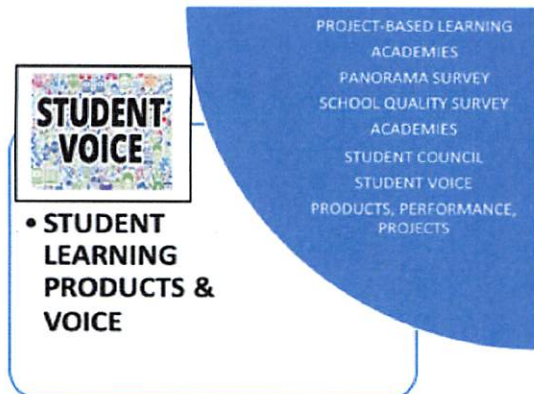 PROJECT-BASED LEARNING
ACADEMIES
PANORAMA SURVEY
SCHOOL QUALITY SURVEY
ACADEMIES
STUDENT COUNCIL
STUDENT VOICE
PRODUCTS, PERFORMANCE,
PROJECTS
STUDENT
VOICE
• STUDENT
LEARNING
PRODUCTS &
VOICE